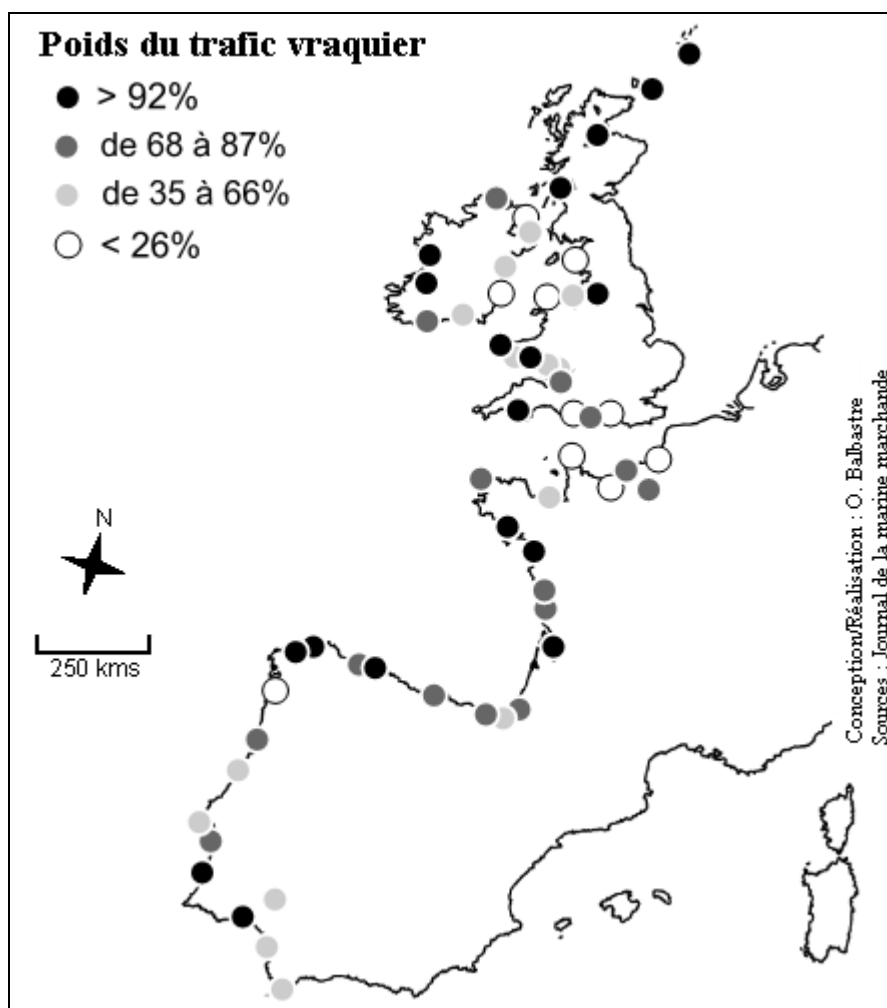 Poids du trafic vraquier
> 92%
de 68 à 87%
de 35 à 66%
< 26%
N
250 kms
Conception/Réalisation : O. Balbastre
Sources : Journal de la marine marchande